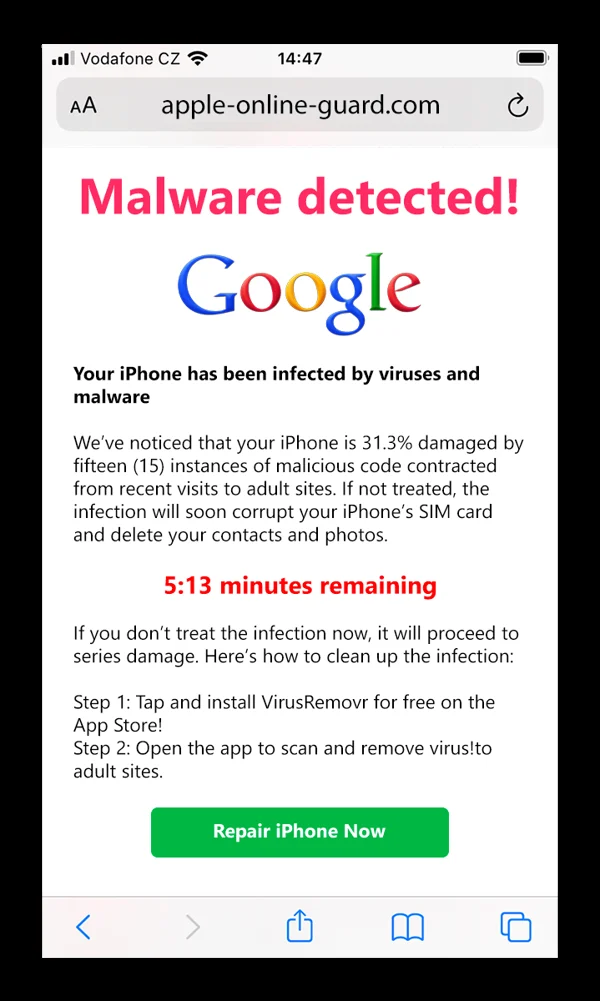 Vodafone CZ 14:47
AA apple-online-guard.com
Malware detected!
Google
Your iPhone has been infected by viruses and
malware
We’ve noticed that your iPhone is 31.3% damaged by
fifteen (15) instances of malicious code contracted
from recent visits to adult sites. If not treated, the
infection will soon corrupt your iPhone’s SIM card
and delete your contacts and photos.
5:13 minutes remaining
If you don’t treat the infection now, it will proceed to
series damage. Here’s how to clean up the infection:
Step 1: Tap and install VirusRemovr for free on the
App Store!
Step 2: Open the app to scan and remove virus!to
adult sites.
Repair iPhone Now